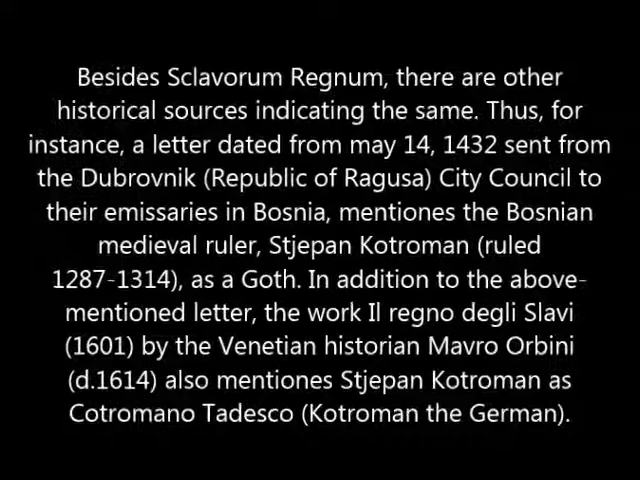 Besides Sclavorum Regnum, there are other
historical sources indicating the same. Thus, for
instance, a letter dated from may 14, 1432 sent from
the Dubrovnik (Republic of Ragusa) City Council to
their emissaries in Bosnia, mentiones the Bosnian
medieval ruler, Stjepan Kotroman (ruled
1287-1314), as a Goth. In addition to the above-
mentioned letter, the work Il regno degli Slavi
(1601) by the Venetian historian Mavro Orbini
(d.1614) also mentiones Stjepan Kotroman as
Cotromano Tadesco (Kotroman the German).